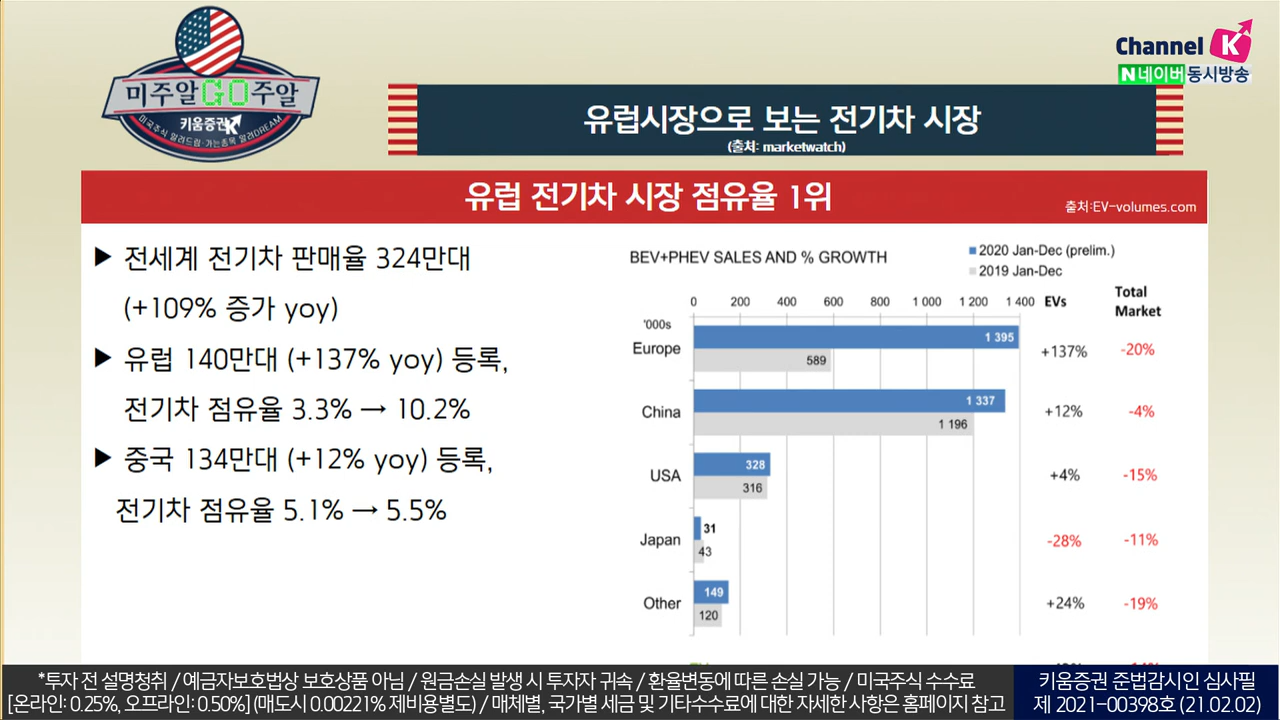 미주알GO주알
키움증권
미국주식 알려드림·가는종목 알려DREAM
Channel K
N 네이버 동시방송
유럽시장으로 보는 전기차 시장
(출처: marketwatch)
유럽 전기차 시장 점유율 1위
출처:EV-volumes.com
▶ 전세계 전기차 판매율 324만대
(+109% 증가 yoy)
▶ 유럽 140만대 (+137% yoy) 등록,
전기차 점유율 3.3% → 10.2%
▶ 중국 134만대 (+12% yoy) 등록,
전기차 점유율 5.1% → 5.5%
BEV+PHEV SALES AND % GROWTH
2020 Jan-Dec (prelim.)
2019 Jan-Dec
0 200 400 600 800 1 000 1 200 1 400 EVs Total Market
'000s
Europe 1 395 589 +137% -20%
China 1 337 1 196 +12% -4%
USA 328 316 +4% -15%
Japan 31 43 -28% -11%
Other 149 120 +24% -19%
*투자 전 설명청취 / 예금자보호법상 보호상품 아님 / 원금손실 발생 시 투자자 귀속 / 환율변동에 따른 손실 가능 / 미국주식 수수료
[온라인: 0.25%, 오프라인: 0.50%] (매도시 0.00221% 제비용별도) / 매체별, 국가별 세금 및 기타수수료에 대한 자세한 사항은 홈페이지 참고
키움증권 준법감시인 심사필
제 2021-00398호 (21.02.02)